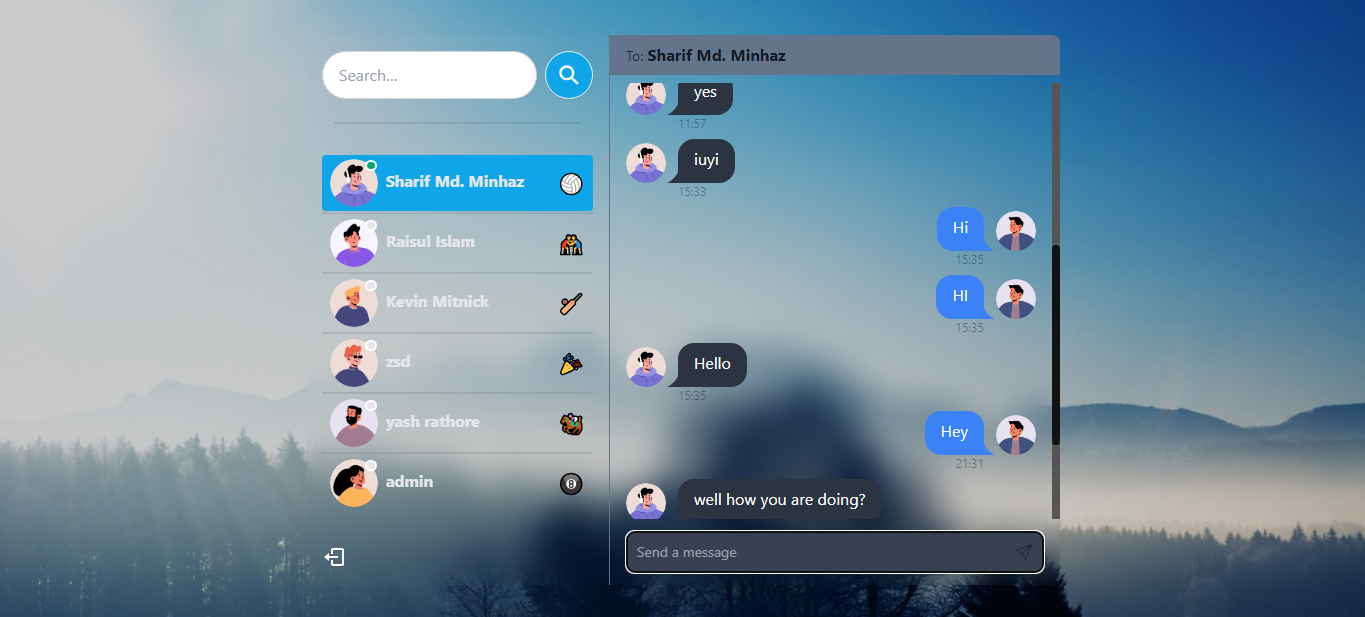 Search...
Sharif Md. Minhaz
Raisul Islam
Kevin Mitnick
zsd
yash rathore
admin
To: Sharif Md. Minhaz
yes
11:57
iuyi
15:33
Hi
15:35
HI
15:35
Hello
15:35
Hey
21:31
well how you are doing?
Send a message